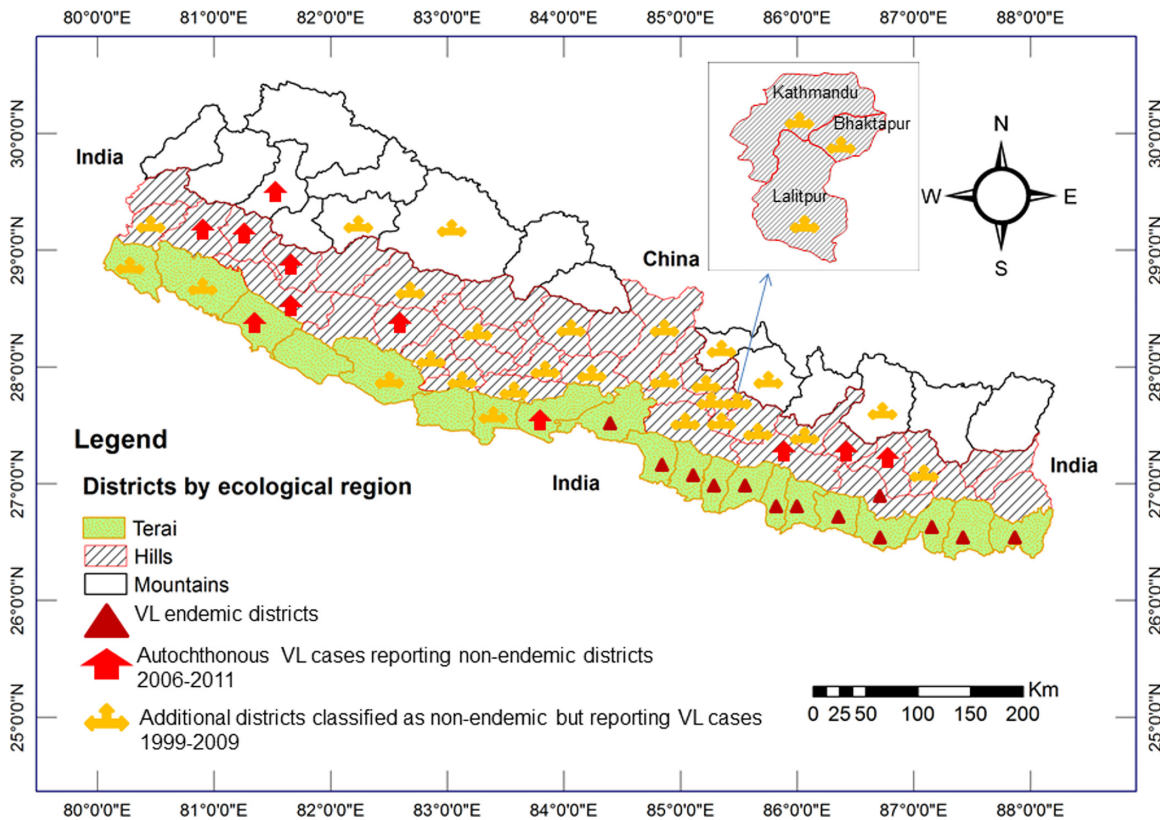 80°0'0"E 81°0'0"E 82°0'0"E 83°0'0"E 84°0'0"E 85°0'0"E 86°0'0"E 87°0'0"E 88°0'0"E
30°0'0"N
29°0'0"N
28°0'0"N
27°0'0"N
26°0'0"N
25°0'0"N
India
Kathmandu
Bhaktapur
Lalitpur
N
W E
S
China
India
India
Legend
Districts by ecological region
Terai
Hills
Mountains
VL endemic districts
Autochthonous VL cases reporting non-endemic districts
2006-2011
Additional districts classified as non-endemic but reporting VL cases
1999-2009
Km
0 25 50 100 150 200
30°0'0"N
29°0'0"N
28°0'0"N
27°0'0"N
26°0'0"N
25°0'0"N
80°0'0"E 81°0'0"E 82°0'0"E 83°0'0"E 84°0'0"E 85°0'0"E 86°0'0"E 87°0'0"E 88°0'0"E